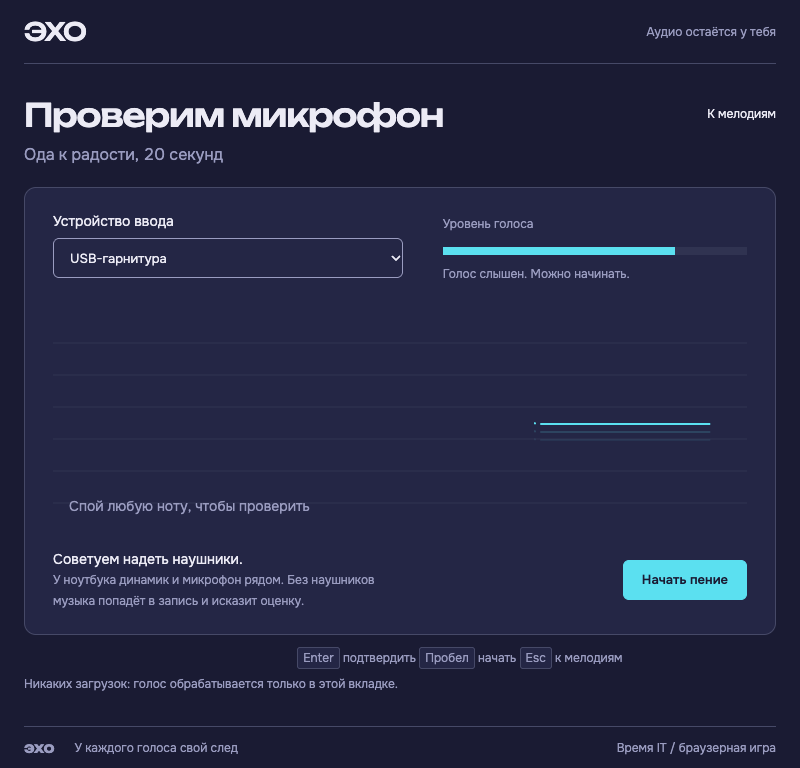 ЭХО
Аудио остаётся у тебя
Проверим микрофон
К мелодиям
Ода к радости, 20 секунд
Устройство ввода
USB-гарнитура
Уровень голоса
Голос слышен. Можно начинать.
Спой любую ноту, чтобы проверить
Советуем надеть наушники.
У ноутбука динамик и микрофон рядом. Без наушников
музыка попадёт в запись и исказит оценку.
Начать пение
Enter подтвердить Пробел начать Esc к мелодиям
Никаких загрузок: голос обрабатывается только в этой вкладке.
ЭХО У каждого голоса свой след
Время IT / браузерная игра